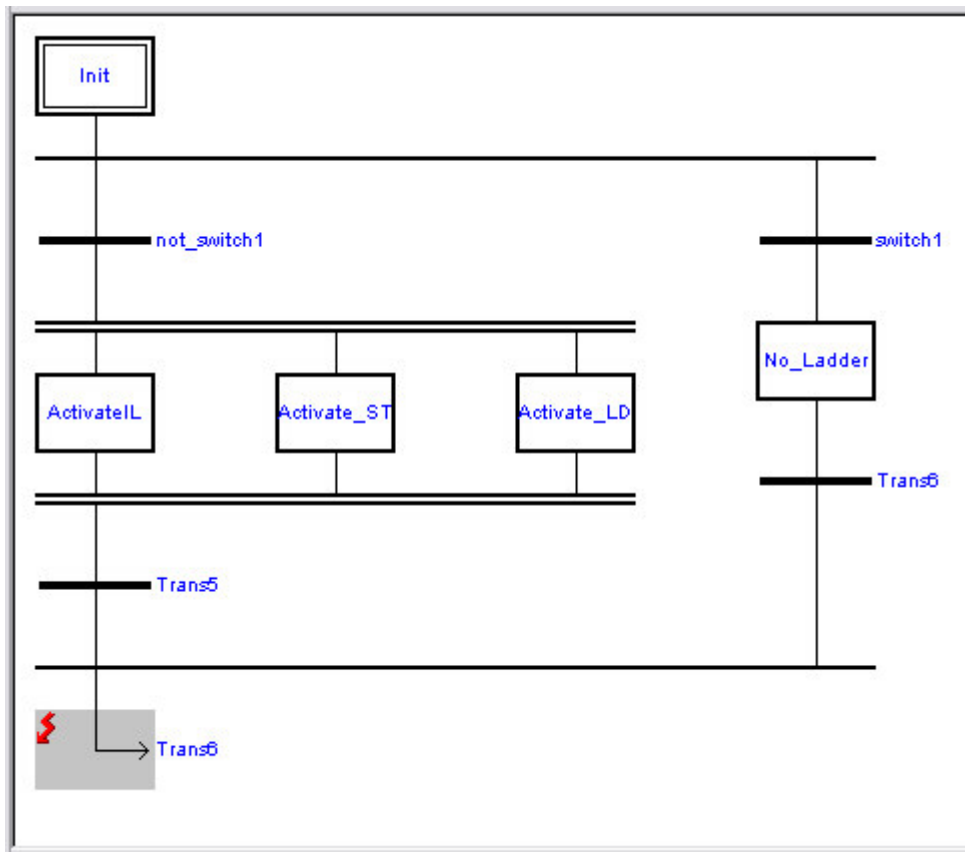 Init
not_switch1
switch1
No_Ladder
ActivateIL
Activate_ST
Activate_LD
Trans6
Trans5
Trans6